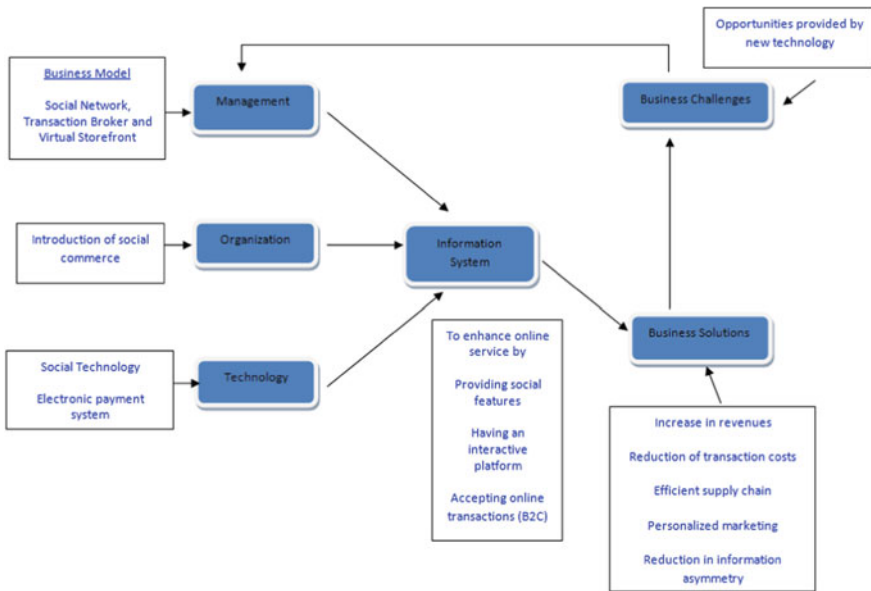 Opportunities provided by
new technology
Business Model
Social Network,
Transaction Broker and
Virtual Storefront
Management
Business Challenges
Introduction of social
commerce
Organization
Information
System
Social Technology
Electronic payment
system
Technology
To enhance online
service by
Providing social
features
Having an
interactive
platform
Accepting online
transactions (B2C)
Business Solutions
Increase in revenues
Reduction of transaction costs
Efficient supply chain
Personalized marketing
Reduction in information
asymmetry